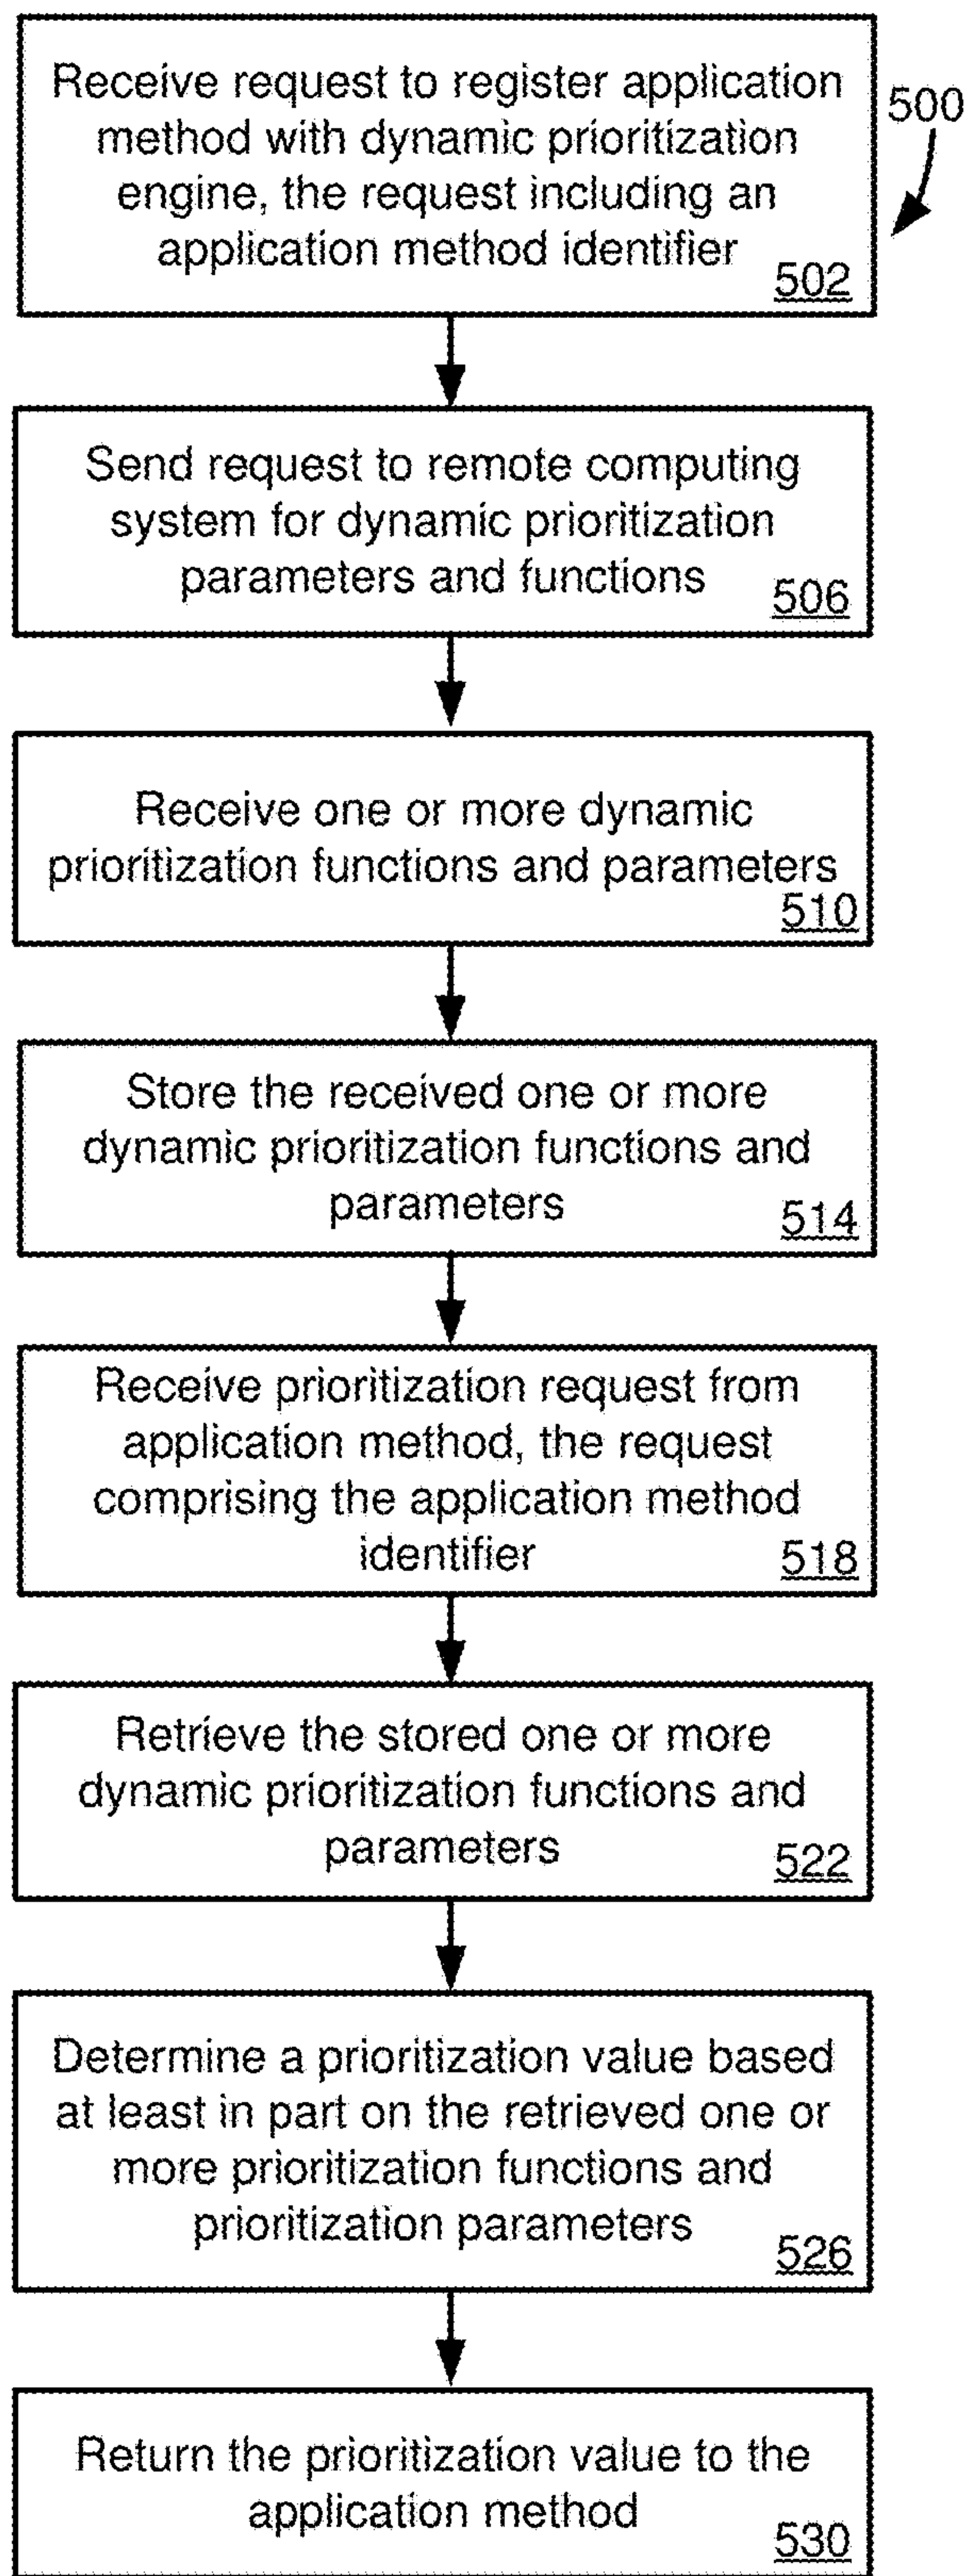 Receive request to register application
method with dynamic prioritization
engine, the request including an
application method identifier
502
500
Send request to remote computing
system for dynamic prioritization
parameters and functions
506
Receive one or more dynamic
prioritization functions and parameters
510
Store the received one or more
dynamic prioritization functions and
parameters
514
Receive prioritization request from
application method, the request
comprising the application method
identifier
518
Retrieve the stored one or more
dynamic prioritization functions and
parameters
522
Determine a prioritization value based
at least in part on the retrieved one or
more prioritization functions and
prioritization parameters
526
Return the prioritization value to the
application method
530